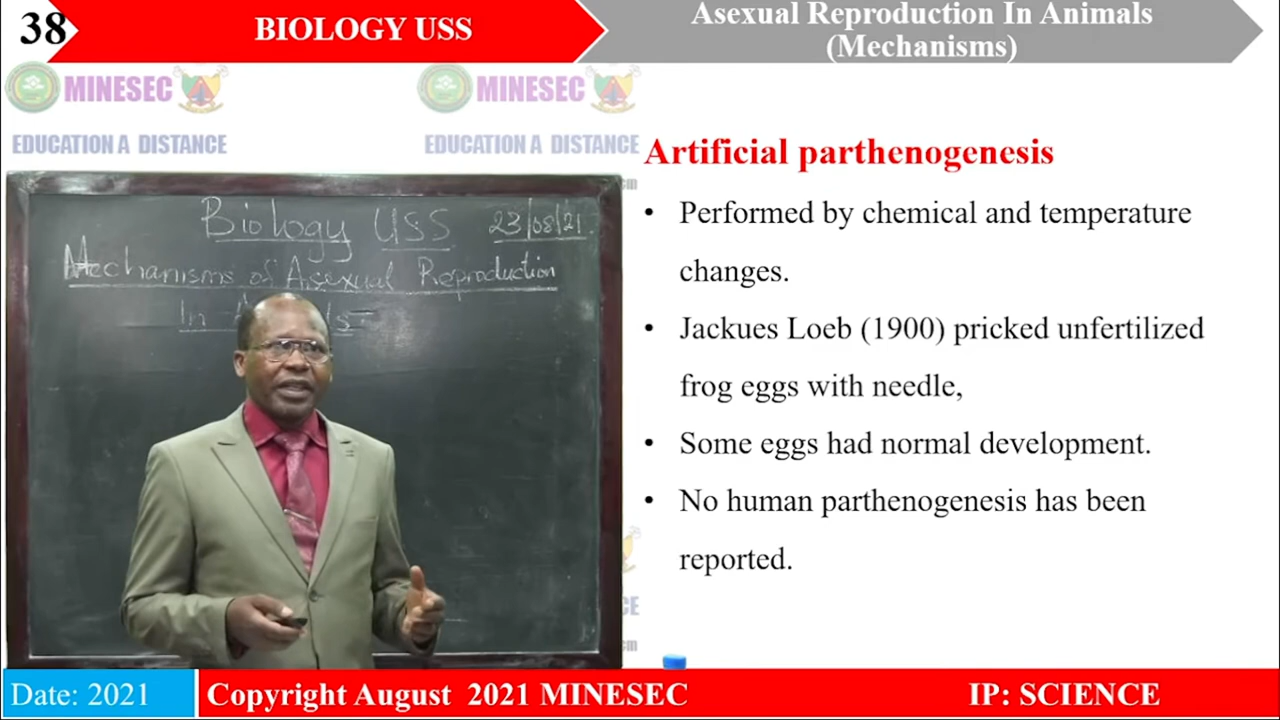 38
BIOLOGY USS
Asexual Reproduction In Animals
(Mechanisms)
MINESEC
MINESEC
EDUCATION A DISTANCE
EDUCATION A DISTANCE
Biology USS 23/08/21
Mechanisms of Asexual Reproduction
In
Artificial parthenogenesis
• Performed by chemical and temperature
changes.
• Jackues Loeb (1900) pricked unfertilized
frog eggs with needle,
• Some eggs had normal development.
• No human parthenogenesis has been
reported.
Date: 2021
Copyright August 2021 MINESEC
IP: SCIENCE